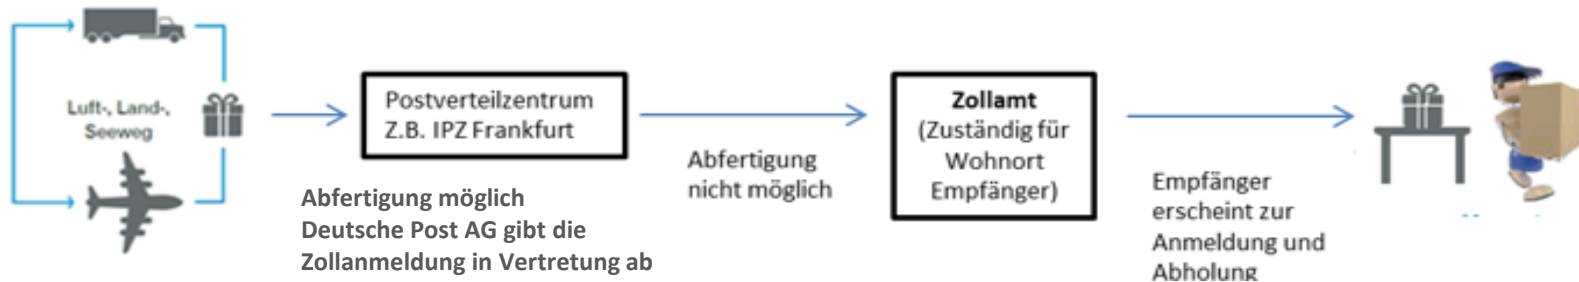 Luft-, Land-,
Seeweg
Postverteilzentrum
Z.B. IPZ Frankfurt
Abfertigung möglich
Deutsche Post AG gibt die
Zollanmeldung in Vertretung ab
Abfertigung
nicht möglich
Zollamt
(Zuständig für
Wohnort
Empfänger)
Empfänger
erscheint zur
Anmeldung und
Abholung